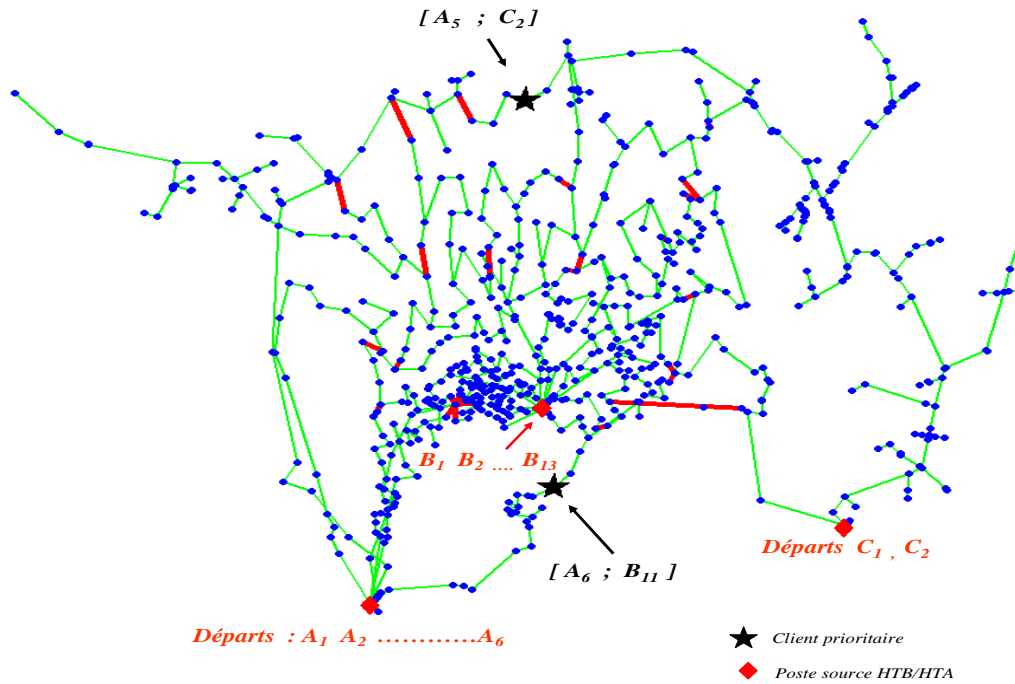 [ A5 ; C2 ]
B1 B2 .... B13
Départs C1 , C2
[ A6 ; B11 ]
Départs : A1 A2 ............A6
Client prioritaire
Poste source HTB/HTA